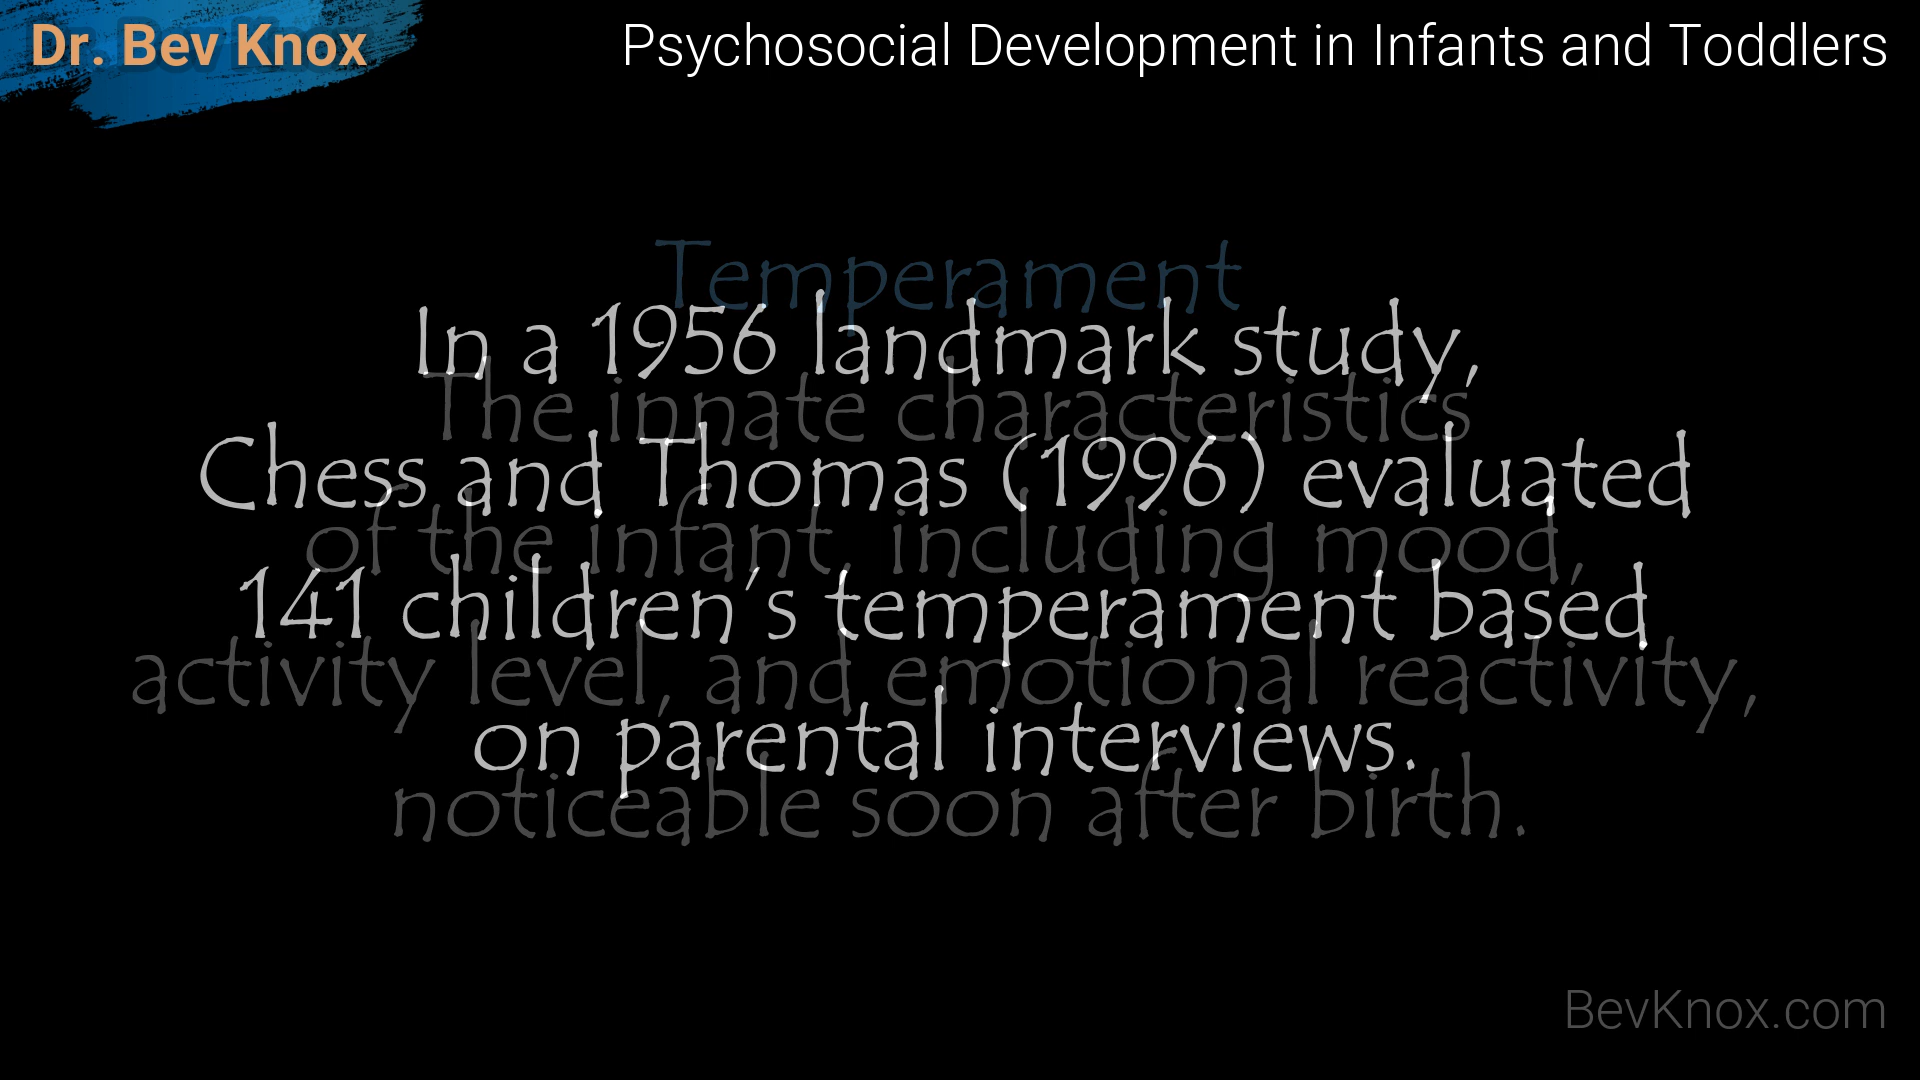 Dr. Bev Knox
Psychosocial Development in Infants and Toddlers
Temperament
The innate characteristics
of the infant, including mood,
activity level, and emotional reactivity,
noticeable soon after birth.
In a 1956 landmark study,
Chess and Thomas (1996) evaluated
141 children's temperament based
on parental interviews.
BevKnox.com